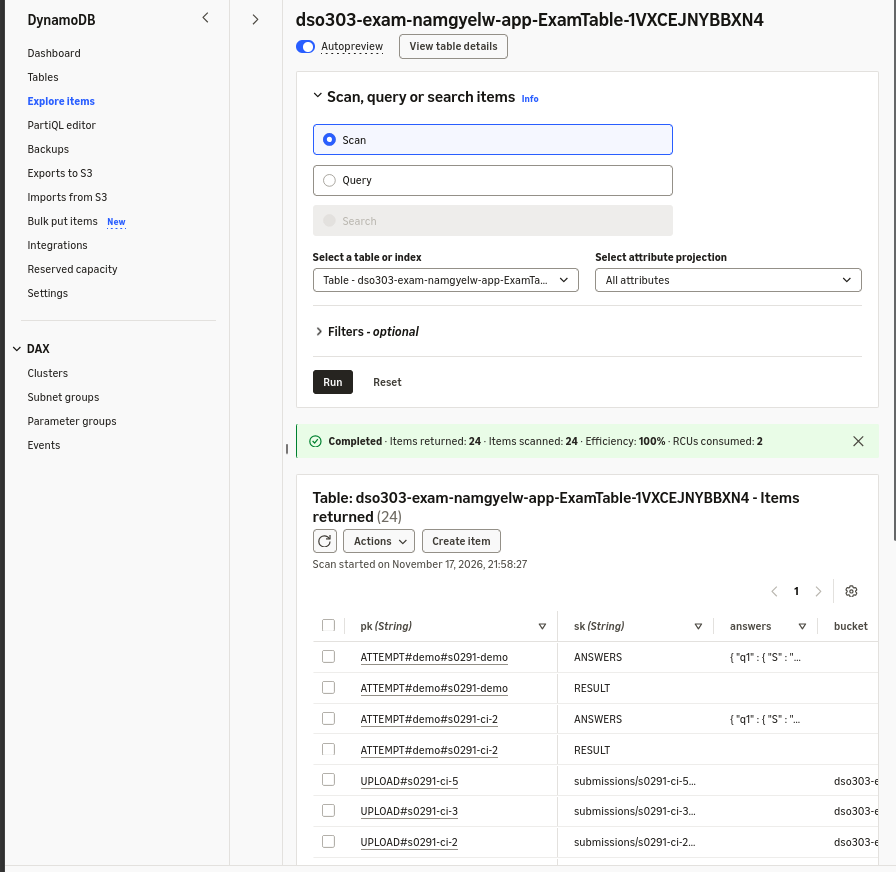 DynamoDB
Dashboard
Tables
Explore items
PartiQL editor
Backups
Exports to S3
Imports from S3
Bulk put items New
Integrations
Reserved capacity
Settings
DAX
Clusters
Subnet groups
Parameter groups
Events
dso303-exam-namgyelw-app-ExamTable-1VXCEJNYBBXN4
Autopreview View table details
Scan, query or search items Info
Scan
Query
Search
Select a table or index Select attribute projection
Table - dso303-exam-namgyelw-app-ExamTa... All attributes
Filters - optional
Run Reset
Completed · Items returned: 24 · Items scanned: 24 · Efficiency: 100% · RCUs consumed: 2
Table: dso303-exam-namgyelw-app-ExamTable-1VXCEJNYBBXN4 - Items
returned (24)
Actions Create item
Scan started on November 17, 2026, 21:58:27
1
pk (String) sk (String) answers bucket
ATTEMPT#demo#s0291-demo ANSWERS { "q1" : { "S" : "...
ATTEMPT#demo#s0291-demo RESULT
ATTEMPT#demo#s0291-ci-2 ANSWERS { "q1" : { "S" : "...
ATTEMPT#demo#s0291-ci-2 RESULT
UPLOAD#s0291-ci-5 submissions/s0291-ci-5... dso303-e
UPLOAD#s0291-ci-3 submissions/s0291-ci-3... dso303-e
UPLOAD#s0291-ci-2 submissions/s0291-ci-2... dso303-e